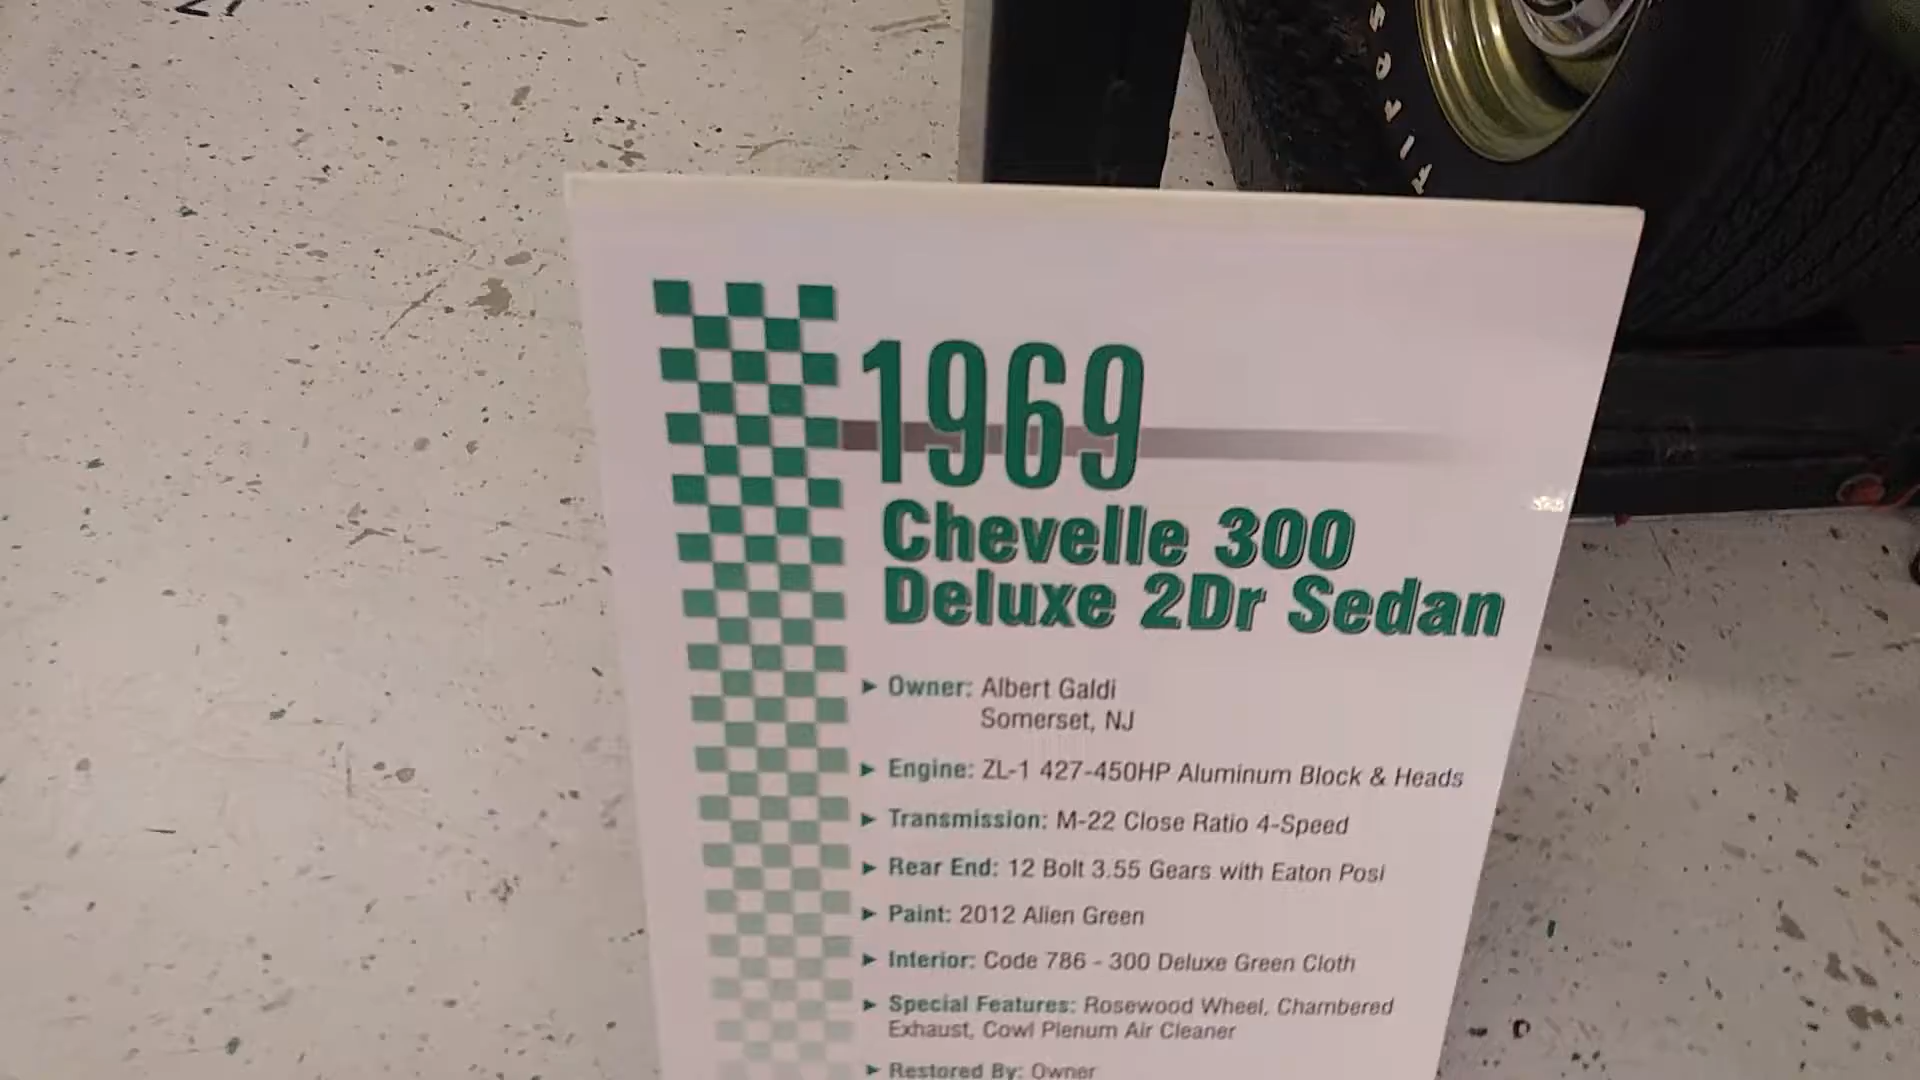 1969
Chevelle 300
Deluxe 2Dr Sedan
► Owner: Albert Galdi
Somerset, NJ
► Engine: ZL-1 427-450HP Aluminum Block & Heads
► Transmission: M-22 Close Ratio 4-Speed
► Rear End: 12 Bolt 3.55 Gears with Eaton Posi
► Paint: 2012 Alien Green
► Interior: Code 786 - 300 Deluxe Green Cloth
► Special Features: Rosewood Wheel, Chambered
Exhaust, Cowl Plenum Air Cleaner
► Restored By: Owner